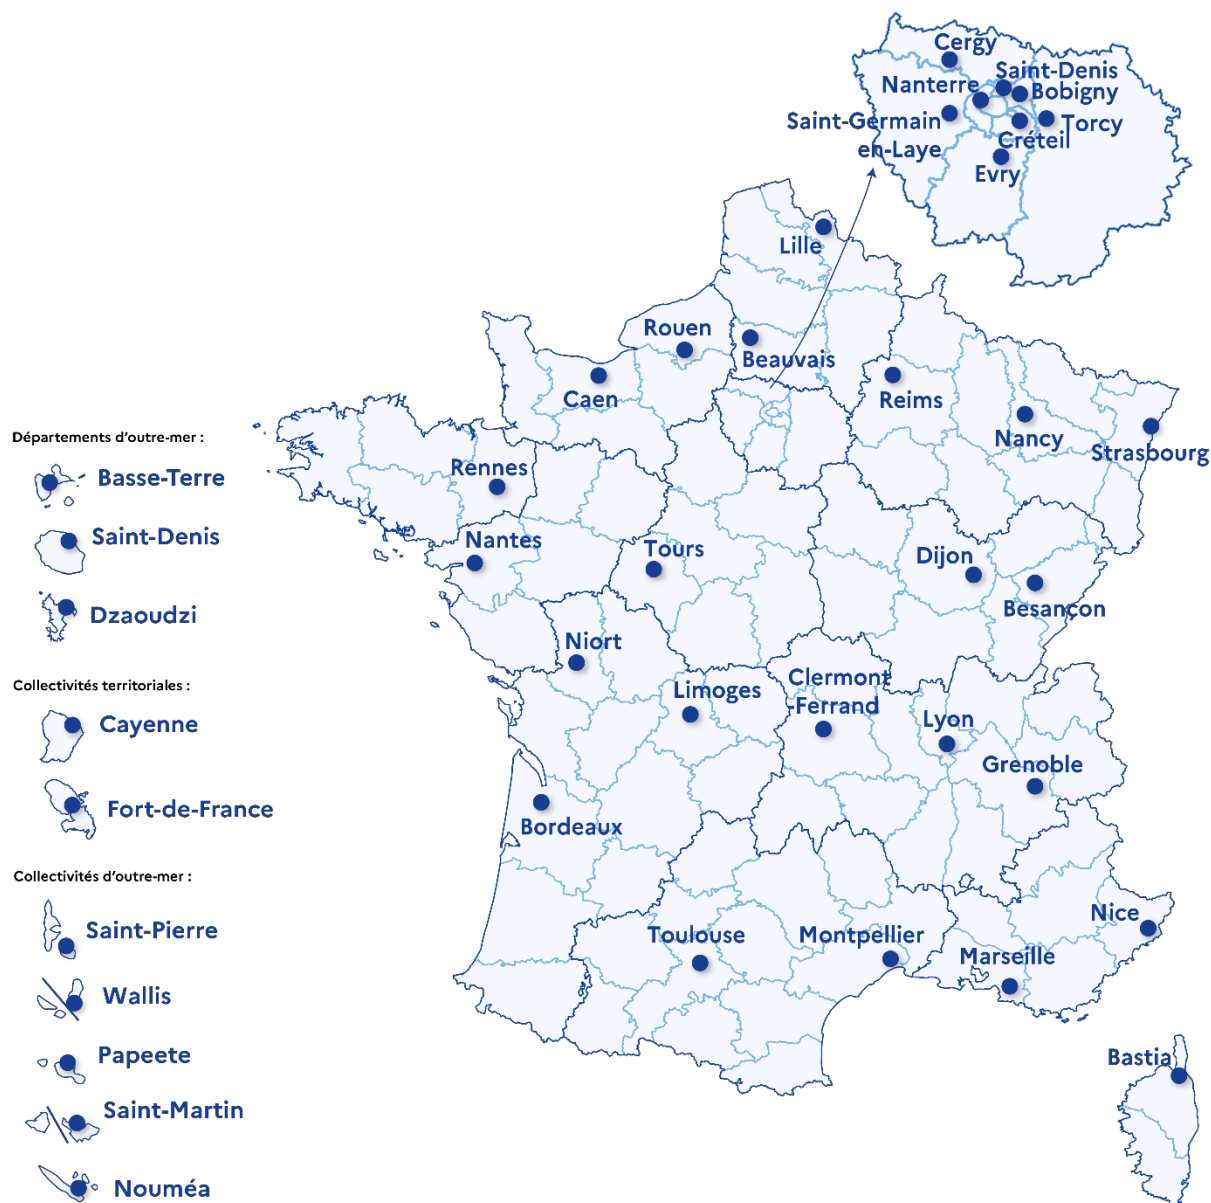 Cergy
Saint-Denis
Nanterre
Bobigny
Saint-Germain
en-Laye
Torcy
Créteil
Evry
Lille
Rouen
Beauvais
Caen
Reims
Nancy
Strasbourg
Rennes
Nantes
Tours
Dijon
Besançon
Niort
Limoges
Clermont
-Ferrand
Lyon
Grenoble
Bordeaux
Toulouse
Montpellier
Marseille
Nice
Bastia
Départements d'outre-mer :
Basse-Terre
Saint-Denis
Dzaoudzi
Collectivités territoriales :
Cayenne
Fort-de-France
Collectivités d'outre-mer :
Saint-Pierre
Wallis
Papeete
Saint-Martin
Nouméa